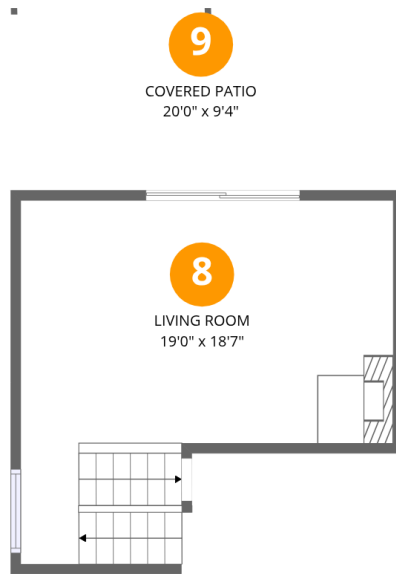 9
COVERED PATIO
20'0" x 9'4"
8
LIVING ROOM
19'0" x 18'7"